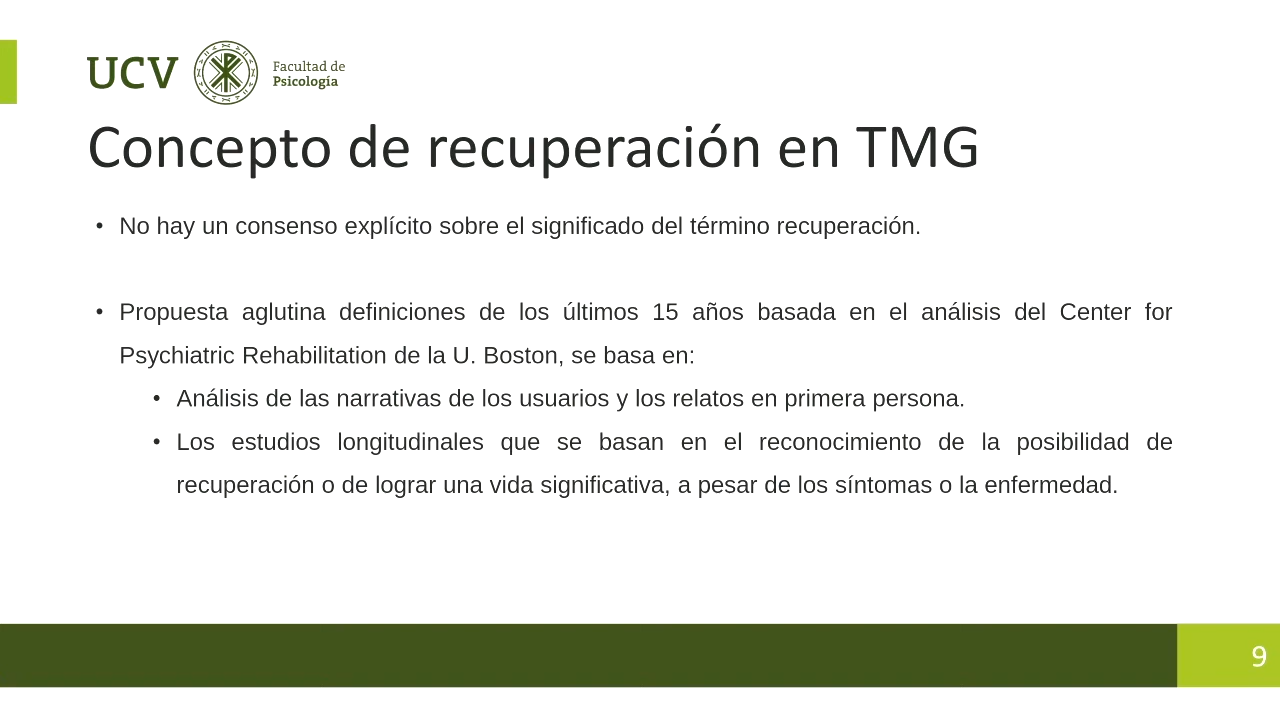 UCV
Facultad de
Psicología
Concepto de recuperación en TMG
• No hay un consenso explícito sobre el significado del término recuperación.
• Propuesta aglutina definiciones de los últimos 15 años basada en el análisis del Center for
Psychiatric Rehabilitation de la U. Boston, se basa en:
• Análisis de las narrativas de los usuarios y los relatos en primera persona.
• Los estudios longitudinales que se basan en el reconocimiento de la posibilidad de
recuperación o de lograr una vida significativa, a pesar de los síntomas o la enfermedad.
9